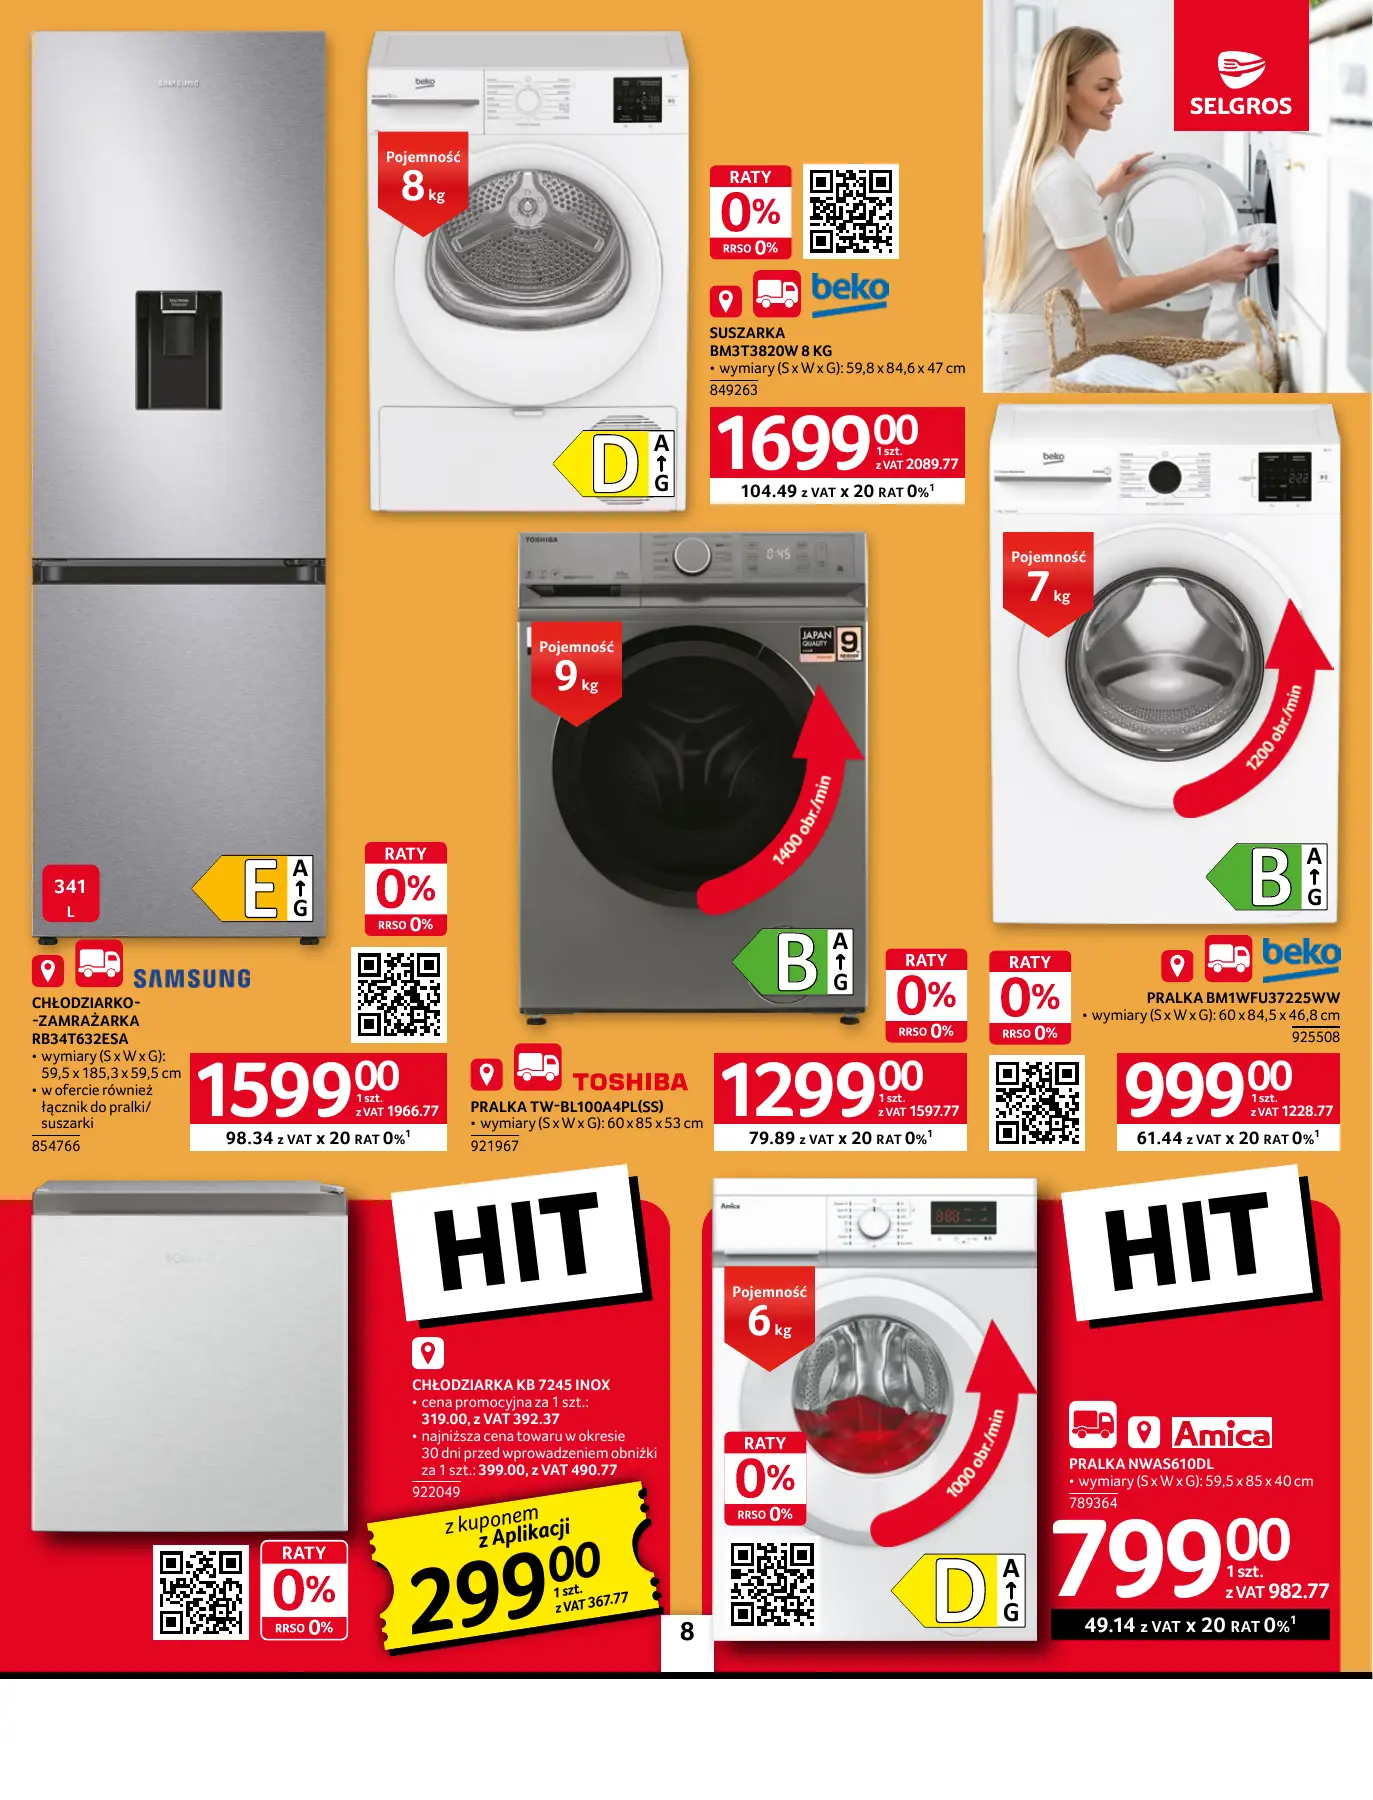 SAMSUNG
beko
Pojemność
8 kg
RATY
0%
RRSO 0%
beko
SUSZARKA
BM3T3820W 8 KG
• wymiary (S x W x G): 59,8 x 84,6 x 47 cm
849263
1699 00
1 szt.
z VAT 2089.77
104.49 z VAT x 20 RAT 0%1
D
A
G
SELGROS
beko
Pojemność
7 kg
1200 obr./min
B
A
G
RATY
0%
RRSO 0%
beko
PRALKA BM1WFU37225WW
• wymiary (S x W x G): 60 x 84,5 x 46,8 cm
925508
999 00
1 szt.
z VAT 1228.77
61.44 z VAT x 20 RAT 0%1
TOSHIBA
0:45
JAPAN
QUALITY
9
Pojemność
9 kg
1400 obr./min
B
A
G
RATY
0%
RRSO 0%
TOSHIBA
PRALKA TW-BL100A4PL(SS)
• wymiary (S x W x G): 60 x 85 x 53 cm
921967
1299 00
1 szt.
z VAT 1597.77
79.89 z VAT x 20 RAT 0%1
341
L
E
A
G
RATY
0%
RRSO 0%
SAMSUNG
CHŁODZIARKO-
-ZAMRAŻARKA
RB34T632ESA
• wymiary (S x W x G):
59,5 x 185,3 x 59,5 cm
• w ofercie również
łącznik do pralki/
suszarki
854766
1599 00
1 szt.
z VAT 1966.77
98.34 z VAT x 20 RAT 0%1
HIT
CHŁODZIARKA KB 7245 INOX
• cena promocyjna za 1 szt.:
319.00, z VAT 392.37
• najniższa cena towaru w okresie
30 dni przed wprowadzeniem obniżki
za 1 szt.: 399.00, z VAT 490.77
922049
z kuponem
z Aplikacji
299 00
1 szt.
z VAT 367.77
RATY
0%
RRSO 0%
8
Amica
Pojemność
6 kg
1000 obr./min
RATY
0%
RRSO 0%
D
A
G
HIT
Amica
PRALKA NWAS610DL
• wymiary (S x W x G): 59,5 x 85 x 40 cm
789364
799 00
1 szt.
z VAT 982.77
49.14 z VAT x 20 RAT 0%1